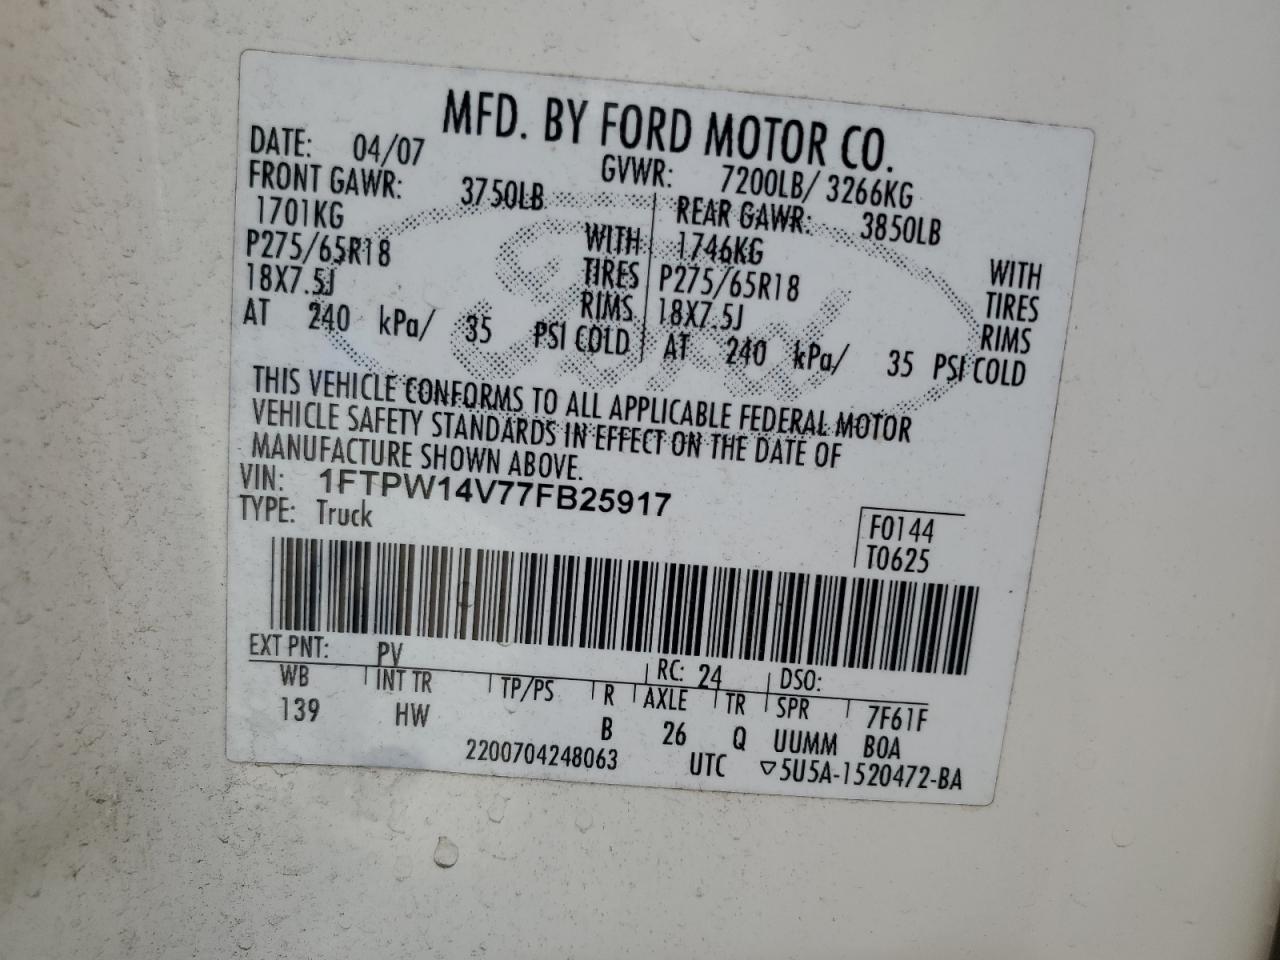 MFD. BY FORD MOTOR CO.
DATE: 04/07 GVWR: 7200LB/ 3266KG
FRONT GAWR: 3750LB REAR GAWR: 3850LB
1701KG WITH 1746KG WITH
P275/65R18 TIRES P275/65R18 TIRES
18X7.5J RIMS 18X7.5J RIMS
AT 240 kPa/ 35 PSI COLD AT 240 kPa/ 35 PSI COLD
Ford
THIS VEHICLE CONFORMS TO ALL APPLICABLE FEDERAL MOTOR
VEHICLE SAFETY STANDARDS IN EFFECT ON THE DATE OF
MANUFACTURE SHOWN ABOVE.
VIN: 1FTPW14V77FB25917
TYPE: Truck
F0144
T0625
EXT PNT: PV RC: 24 DSO:
WB INT TR TP/PS R AXLE TR SPR 7F61F
139 HW B 26 Q UUMM BOA
2200704248063 UTC ▽5U5A-1520472-BA